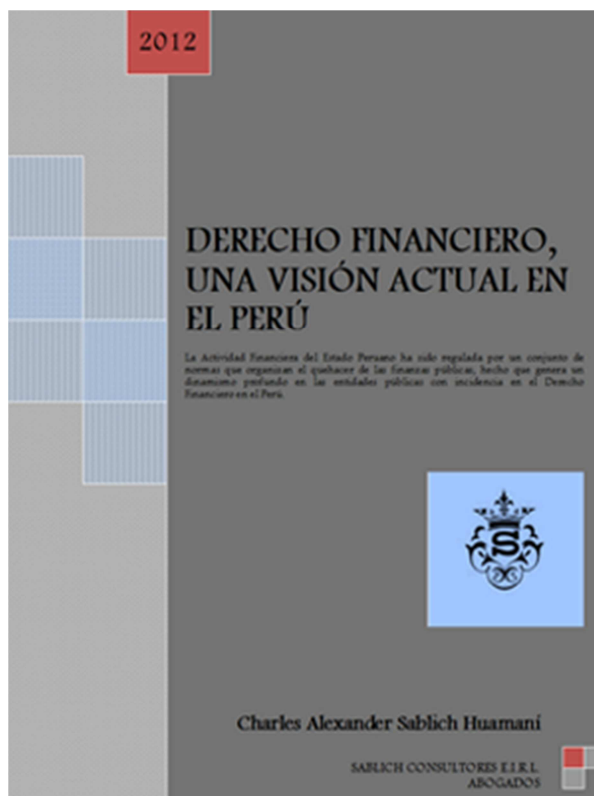 2012
DERECHO FINANCIERO,
UNA VISIÓN ACTUAL EN
EL PERÚ
La Actividad Financiera del Estado Peruano ha sido regulada por un conjunto de
normas que organizan el quehacer de las finanzas públicas, hecho que genera un
dinamismo profundo en las entidades públicas con incidencia en el Derecho
Financiero en el Perú.
S
Charles Alexander Sablich Huamaní
SABLICH CONSULTORES E.I.R.L.
ABOGADOS